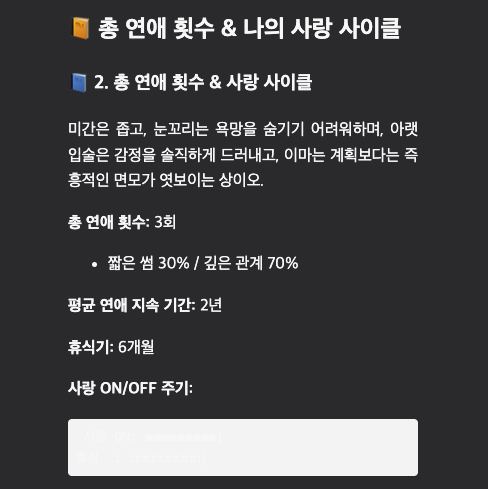 총 연애 횟수 & 나의 사랑 사이클
2. 총 연애 횟수 & 사랑 사이클
미간은 좁고, 눈꼬리는 욕망을 숨기기 어려워하며, 아랫
입술은 감정을 솔직하게 드러내고, 이마는 계획보다는 즉
흥적인 면모가 엿보이는 상이오.
총 연애 횟수: 3회
• 짧은 썸 30% / 깊은 관계 70%
평균 연애 지속 기간: 2년
휴식기: 6개월
사랑 ON/OFF 주기: